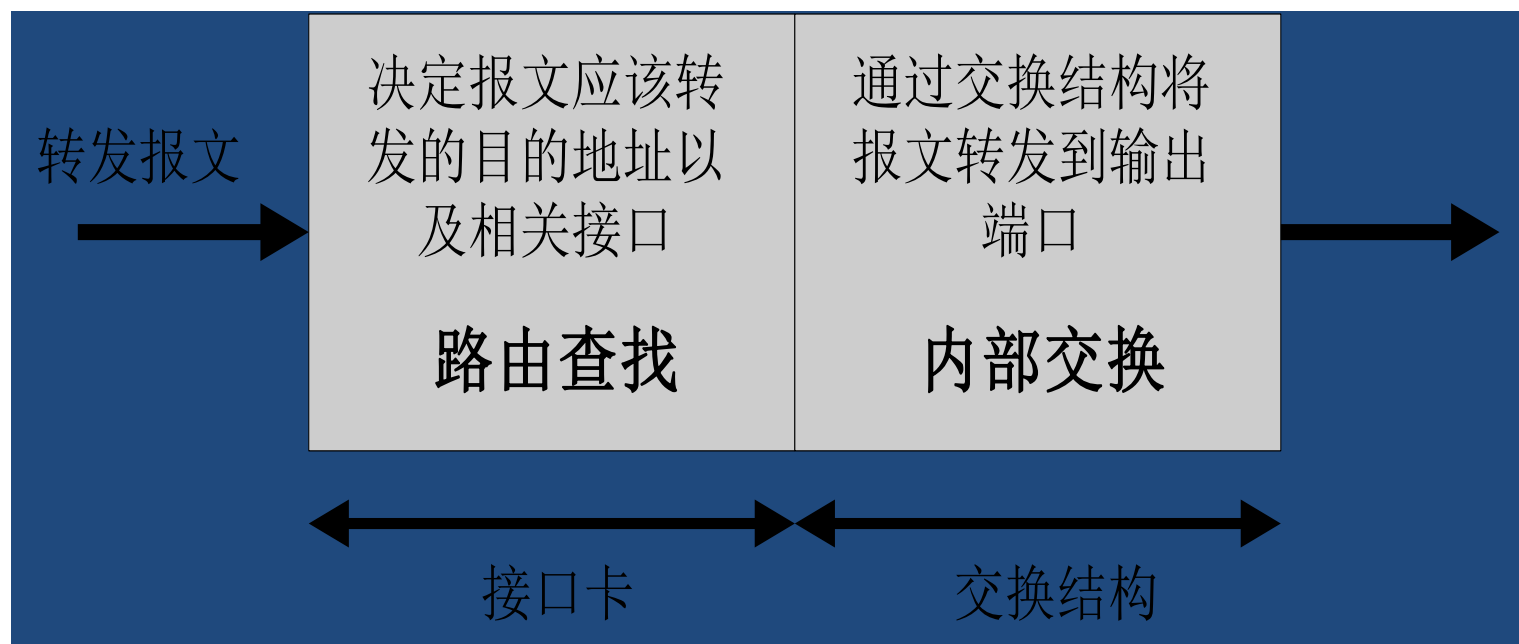 转发报文
决定报文应该转
发的目的地址以
及相关接口
路由查找
通过交换结构将
报文转发到输出
端口
内部交换
接口卡
交换结构